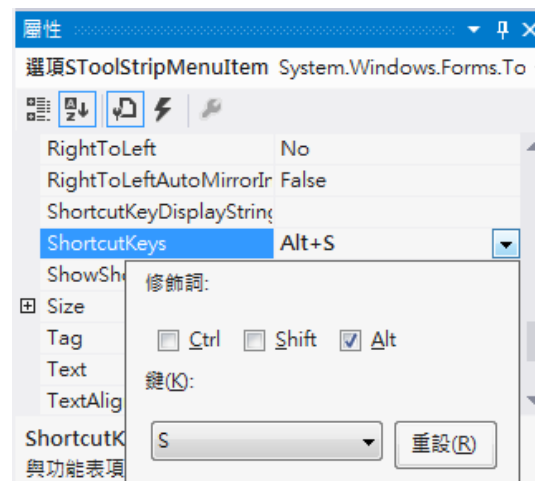 屬性
選項SToolStripMenuItem System.Windows.Forms.To
RightToLeft No
RightToLeftAutoMirrorIr False
ShortcutKeyDisplayString
ShortcutKeys Alt+S
ShowSho
Size
Tag
Text
TextAlig
修飾詞:
Ctrl Shift Alt
鍵(K):
S 重設(R)
ShortcutK
與功能表項